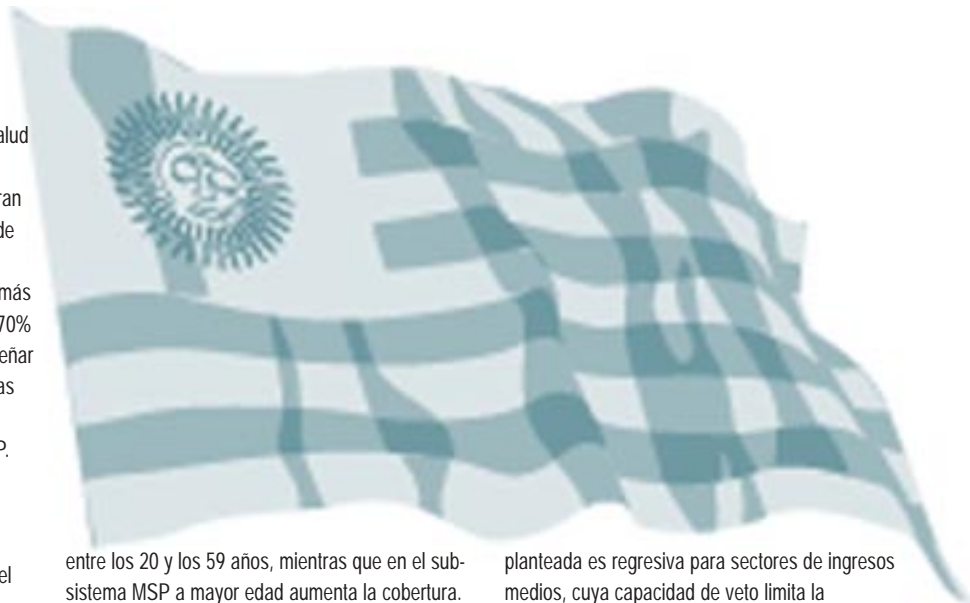 alud
ran
de
más
70%
eñar
as
P.
el
entre los 20 y los 59 años, mientras que en el sub-
sistema MSP a mayor edad aumenta la cobertura.
planteada es regresiva para sectores de ingresos
medios, cuya capacidad de veto limita la